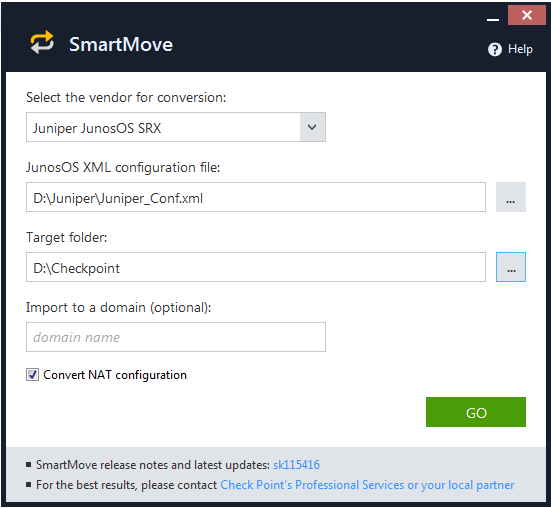 SmartMove
? Help
Select the vendor for conversion:
Juniper JunosOS SRX
JunosOS XML configuration file:
D:\Juniper\Juniper_Conf.xml
...
Target folder:
D:\Checkpoint
...
Import to a domain (optional):
domain name
Convert NAT configuration
GO
SmartMove release notes and latest updates: sk115416
For the best results, please contact Check Point's Professional Services or your local partner